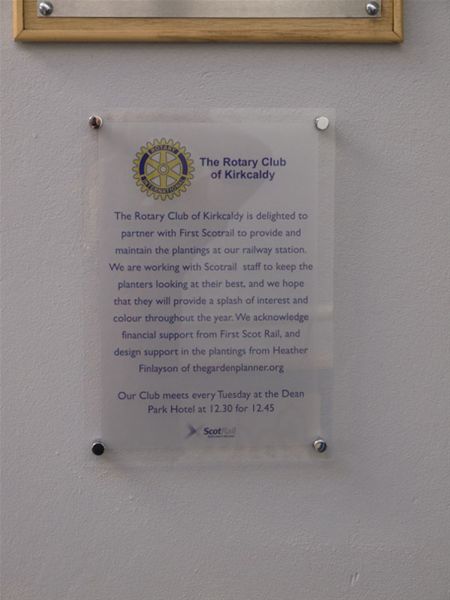 ROTARY
INTERNATIONAL
The Rotary Club
of Kirkcaldy
The Rotary Club of Kirkcaldy is delighted to
partner with First Scotrail to provide and
maintain the plantings at our railway station.
We are working with Scotrail staff to keep the
planters looking at their best, and we hope
that they will provide a splash of interest and
colour throughout the year. We acknowledge
financial support from First Scot Rail, and
design support in the plantings from Heather
Finlayson of thegardenplanner.org
Our Club meets every Tuesday at the Dean
Park Hotel at 12.30 for 12.45
ScotRail